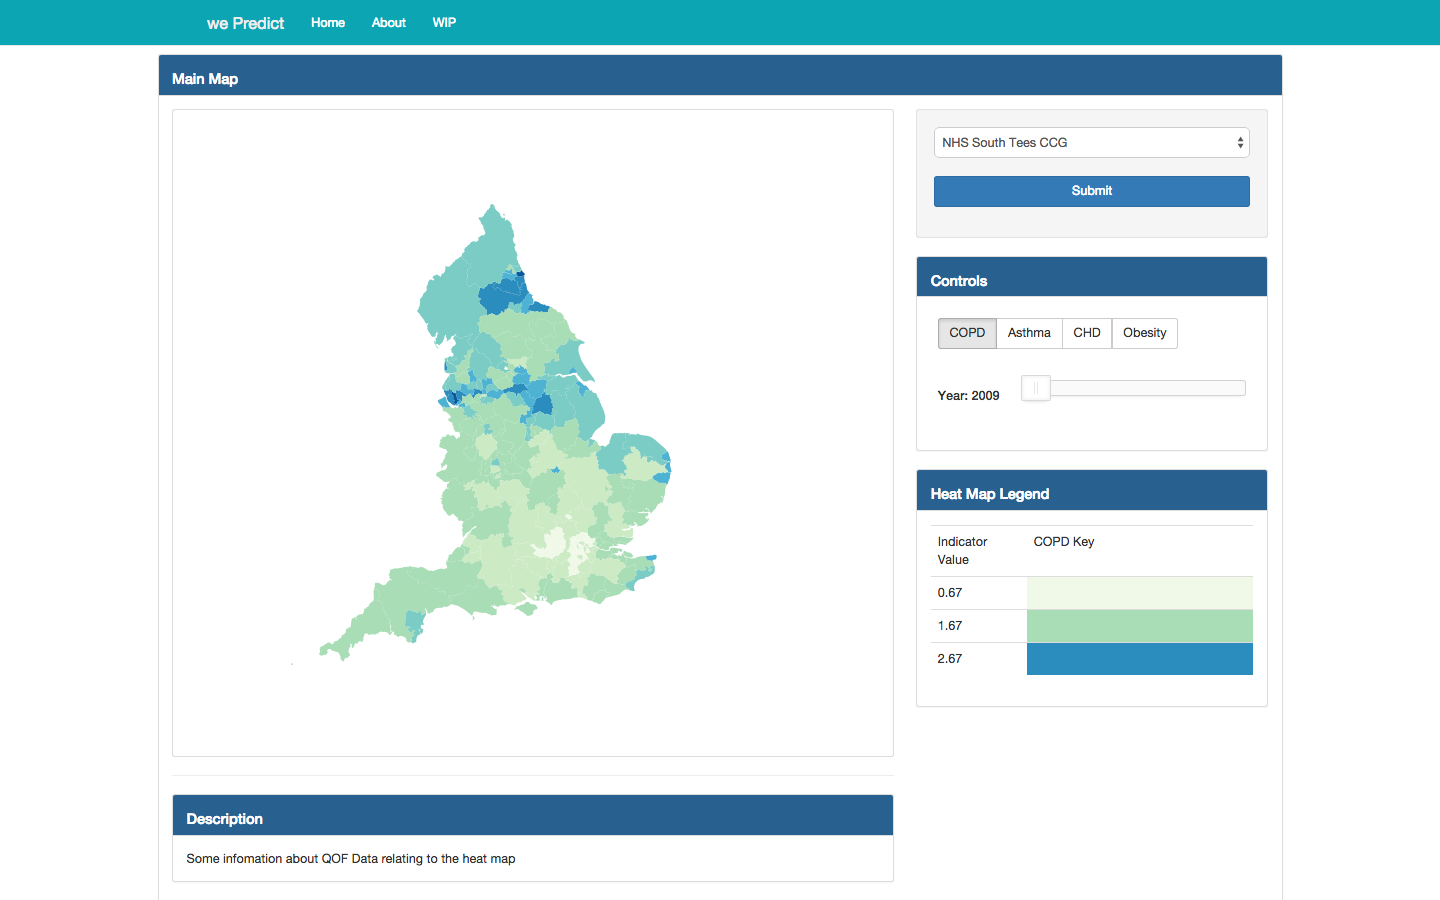 we Predict Home About WIP
Main Map
NHS South Tees CCG
Submit
Controls
COPD Asthma CHD Obesity
Year: 2009
Heat Map Legend
Indicator Value COPD Key
0.67
1.67
2.67
Description
Some infomation about QOF Data relating to the heat map